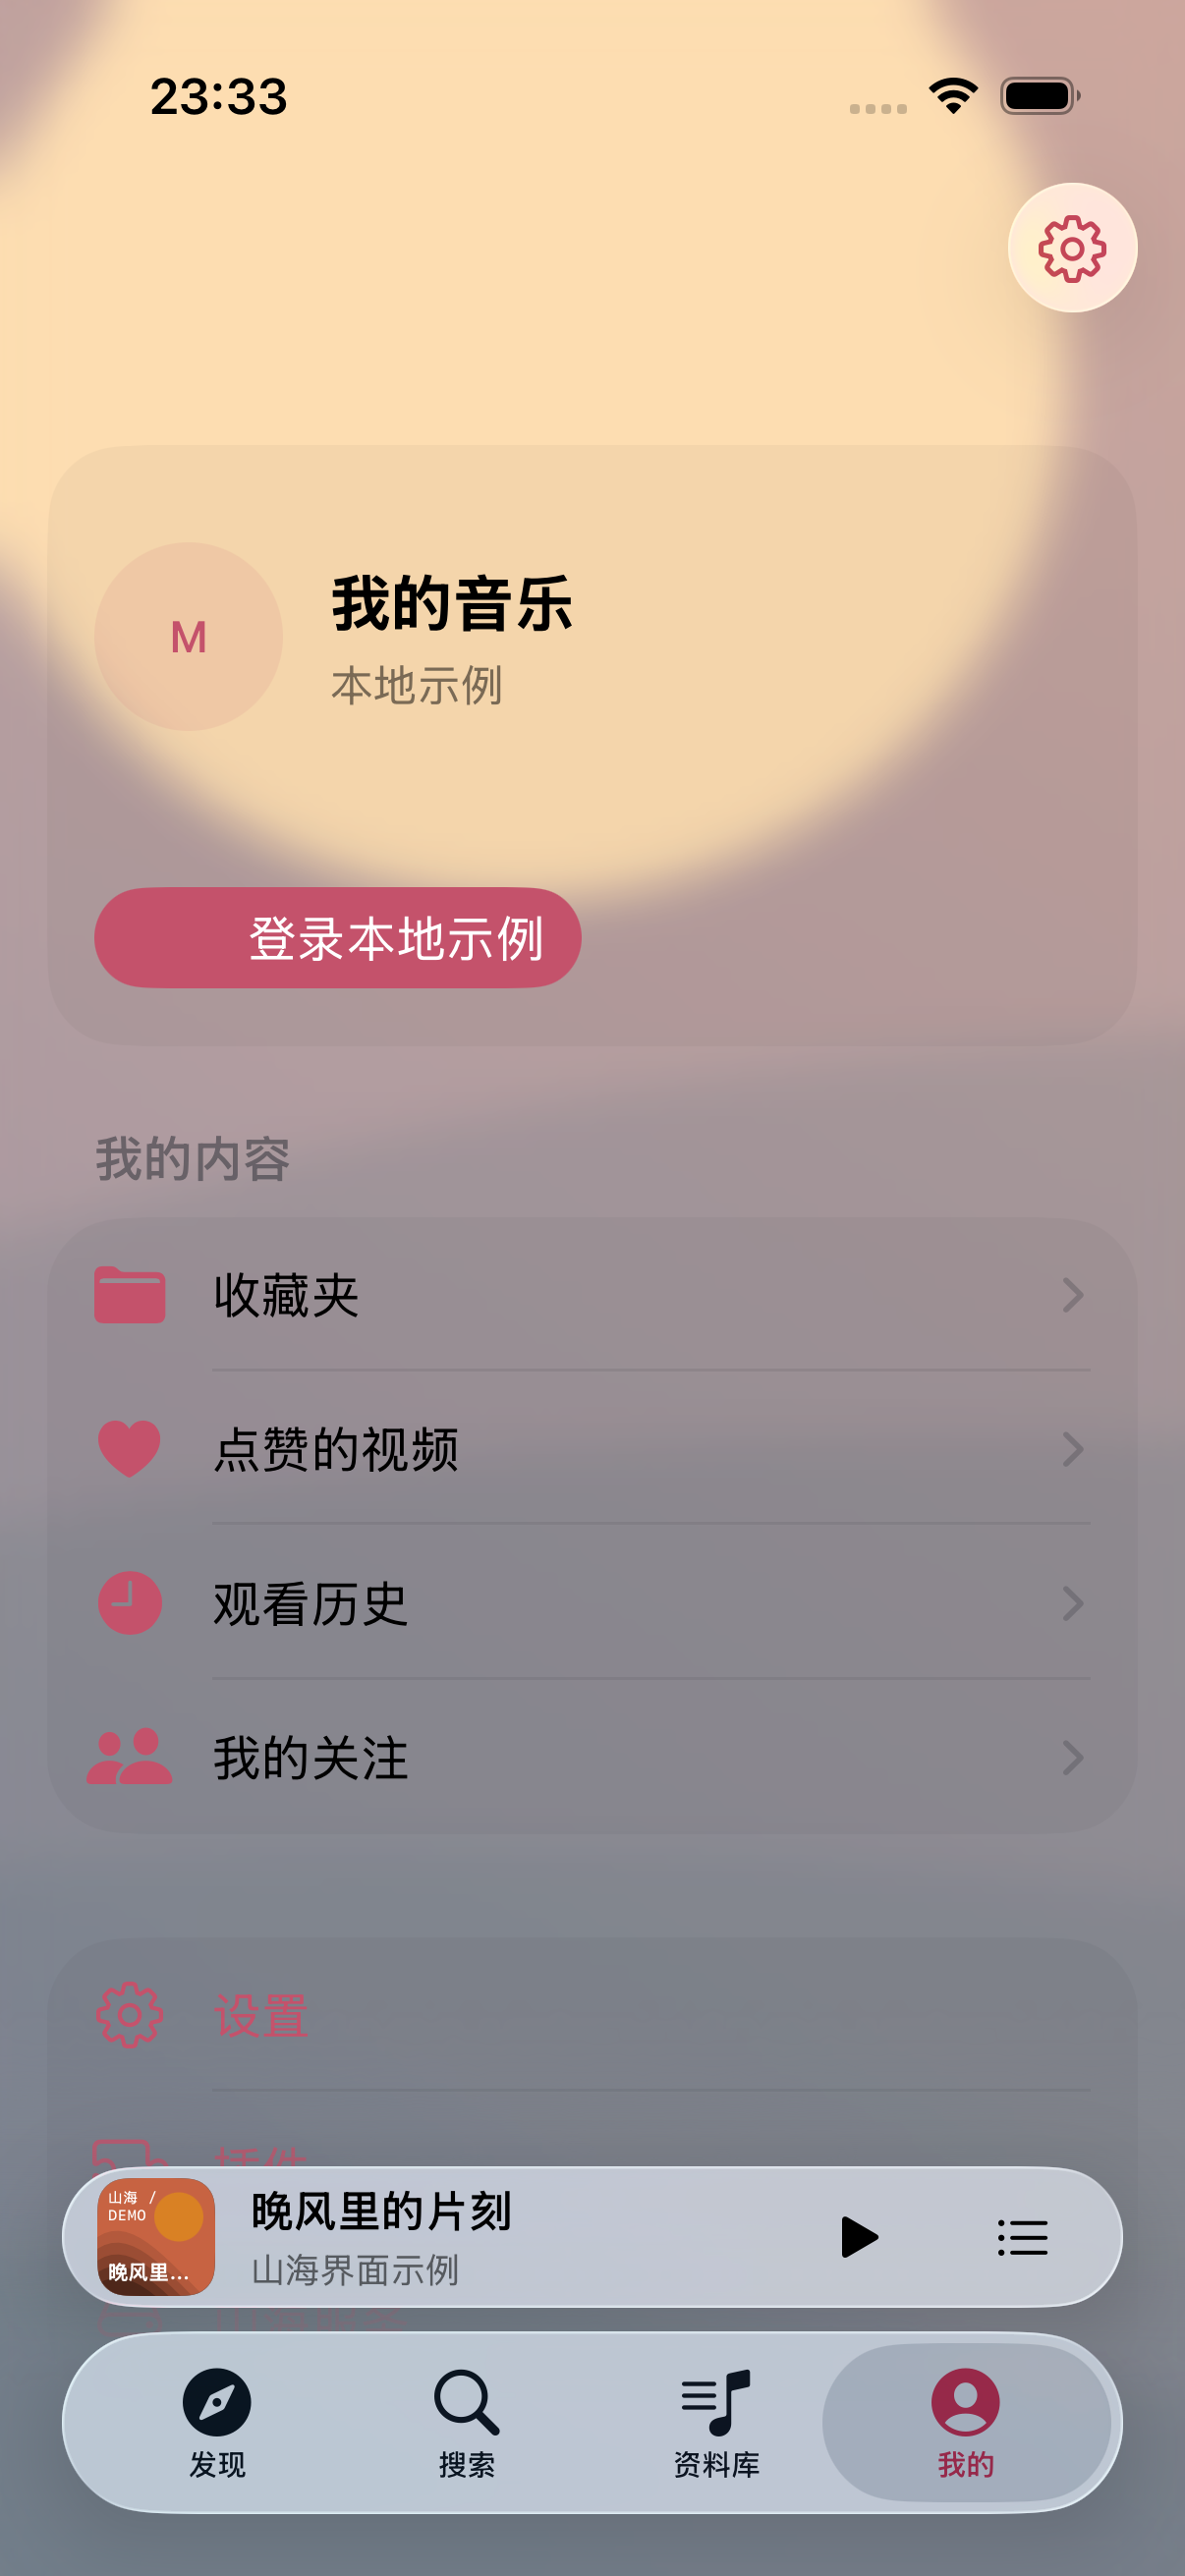 23:33
M
我的音乐
本地示例
登录本地示例
我的内容
收藏夹
点赞的视频
观看历史
我的关注
设置
插件
山海 /
DEMO
晚风里...
晚风里的片刻
山海界面示例
发现
搜索
资料库
我的